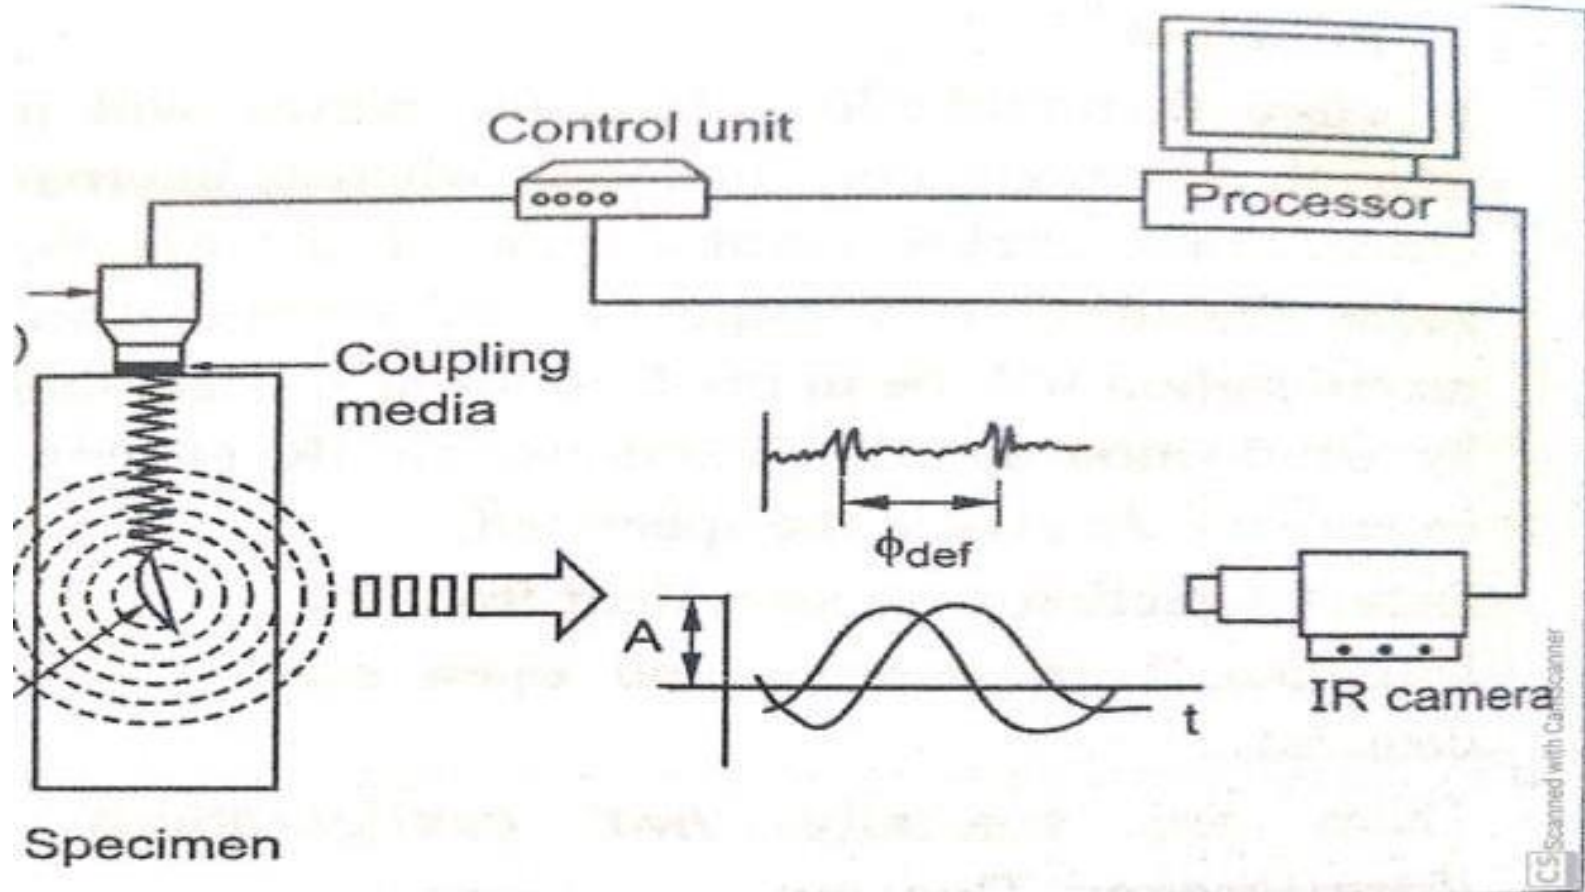 Control unit
Processor
)
Coupling
media
ϕdef
A
t
IR camera
Specimen
CS Scanned with CamScanner